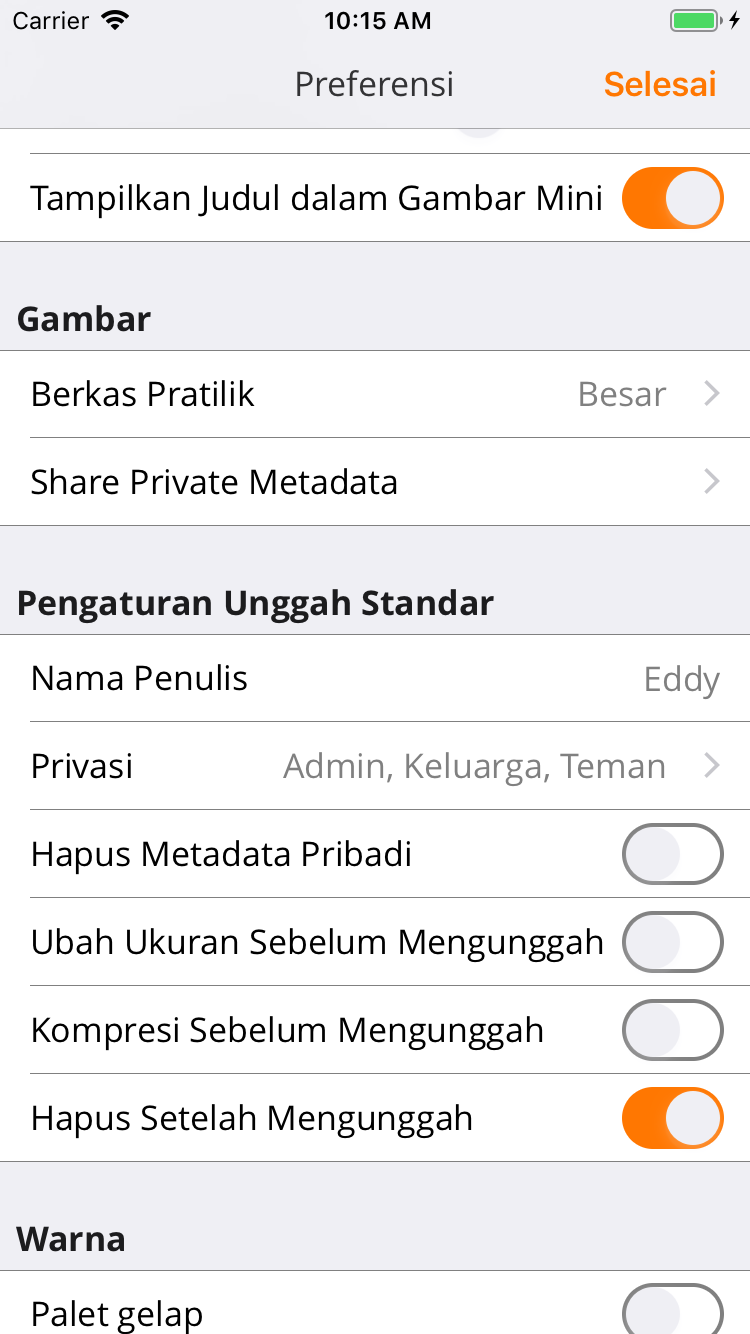 Carrier 10:15 AM
Preferensi Selesai
Tampilkan Judul dalam Gambar Mini
Gambar
Berkas Pratilik Besar
Share Private Metadata
Pengaturan Unggah Standar
Nama Penulis Eddy
Privasi Admin, Keluarga, Teman
Hapus Metadata Pribadi
Ubah Ukuran Sebelum Mengunggah
Kompresi Sebelum Mengunggah
Hapus Setelah Mengunggah
Warna
Palet gelap